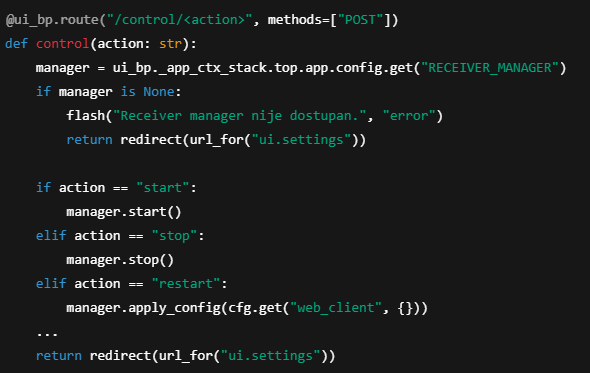 @ui_bp.route("/control/<action>", methods=["POST"])
def control(action: str):
    manager = ui_bp._app_ctx_stack.top.app.config.get("RECEIVER_MANAGER")
    if manager is None:
        flash("Receiver manager nije dostupan.", "error")
        return redirect(url_for("ui.settings"))

    if action == "start":
        manager.start()
    elif action == "stop":
        manager.stop()
    elif action == "restart":
        manager.apply_config(cfg.get("web_client", {}))
    ...
    return redirect(url_for("ui.settings"))